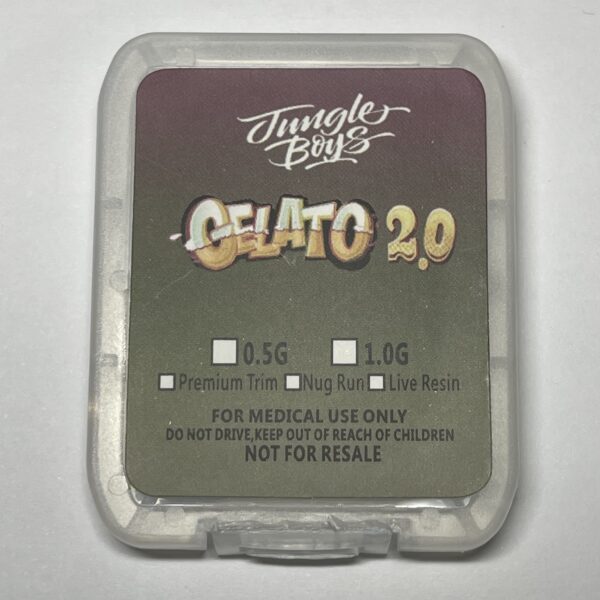 Jungle
Boys
GELATO 2.0
0.5G 1.0G
Premium Trim Nug Run Live Resin
FOR MEDICAL USE ONLY
DO NOT DRIVE,KEEP OUT OF REACH OF CHILDREN
NOT FOR RESALE